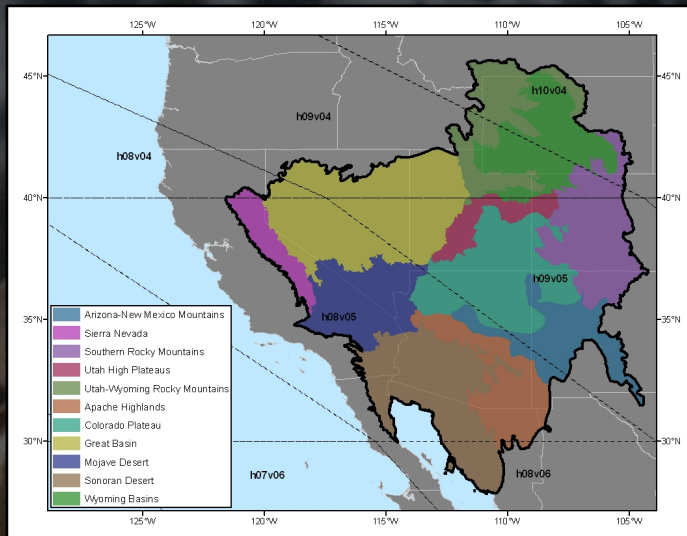 125°W 120°W 115°W 110°W 105°W
45°N 45°N
h10v04
h09v04
h08v04
40°N 40°N
h09v05
h08v05
35°N 35°N
Arizona-New Mexico Mountains
Sierra Nevada
Southern Rocky Mountains
Utah High Plateaus
Utah-Wyoming Rocky Mountains
Apache Highlands
Colorado Plateau
Great Basin
Mojave Desert
Sonoran Desert
Wyoming Basins
30°N 30°N
h07v06 h08v06
125°W 120°W 115°W 110°W 105°W